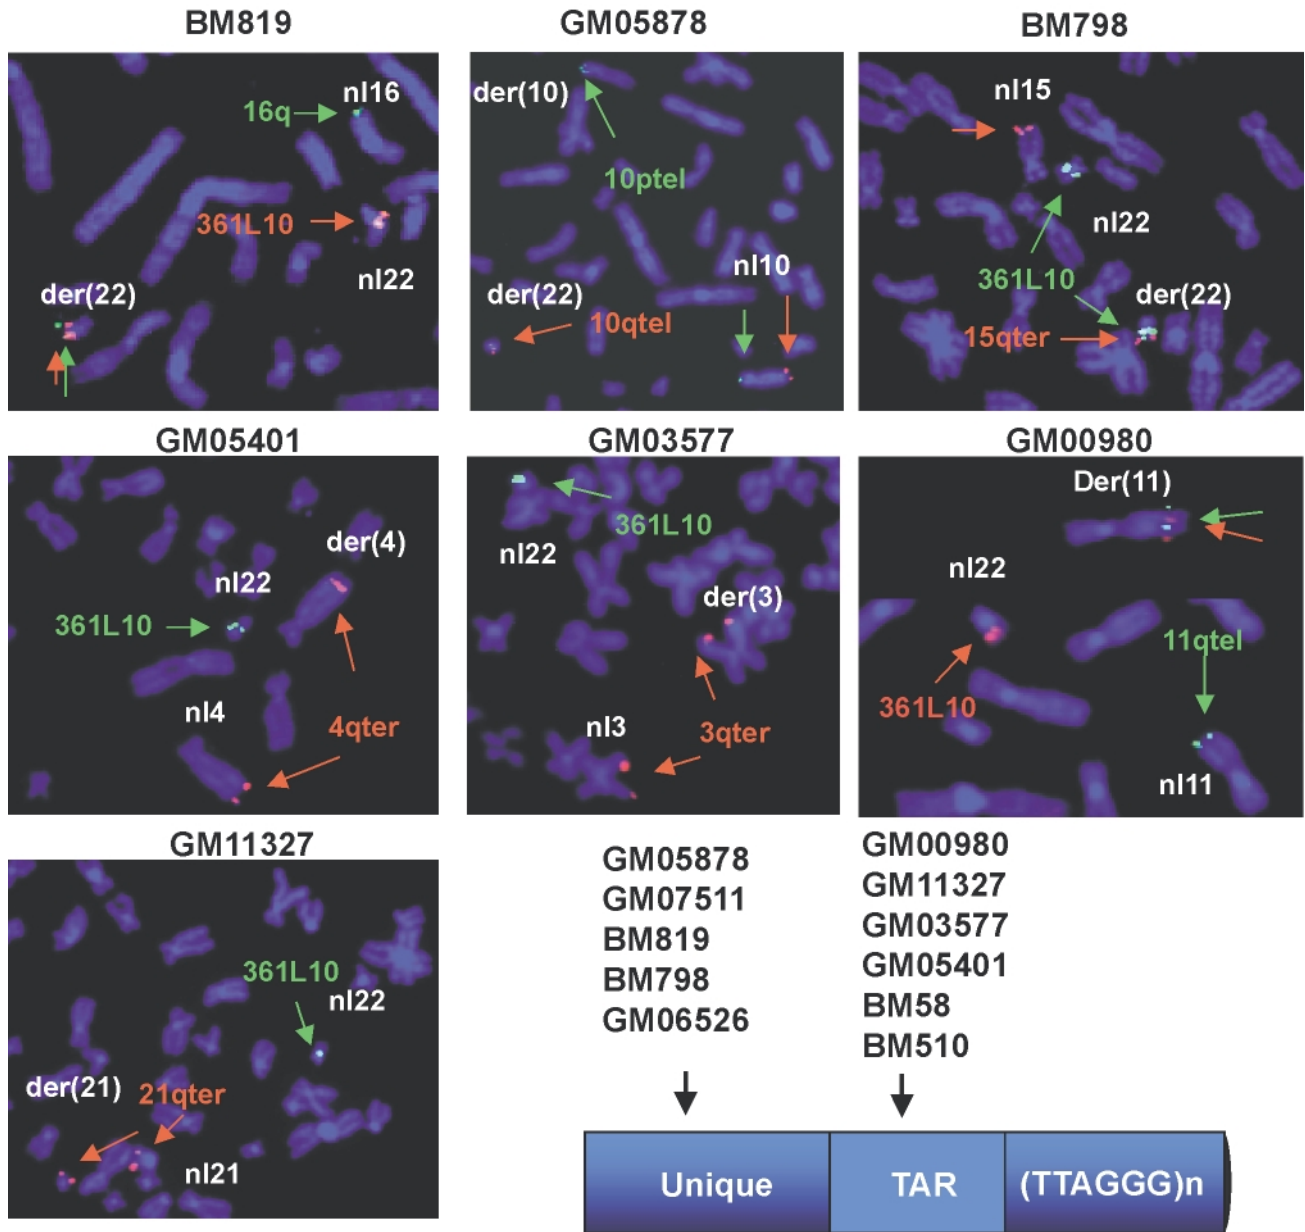 BM819
GM05878
BM798
16q
nl16
361L10
nl22
der(22)
der(10)
10ptel
nl10
der(22)
10qtel
nl15
nl22
361L10
der(22)
15qter
GM05401
GM03577
GM00980
der(4)
nl22
361L10
nl4
4qter
361L10
nl22
der(3)
nl3
3qter
Der(11)
nl22
11qtel
361L10
nl11
GM11327
361L10
nl22
der(21)
21qter
nl21
GM05878
GM07511
BM819
BM798
GM06526
GM00980
GM11327
GM03577
GM05401
BM58
BM510
Unique
TAR
(TTAGGG)n